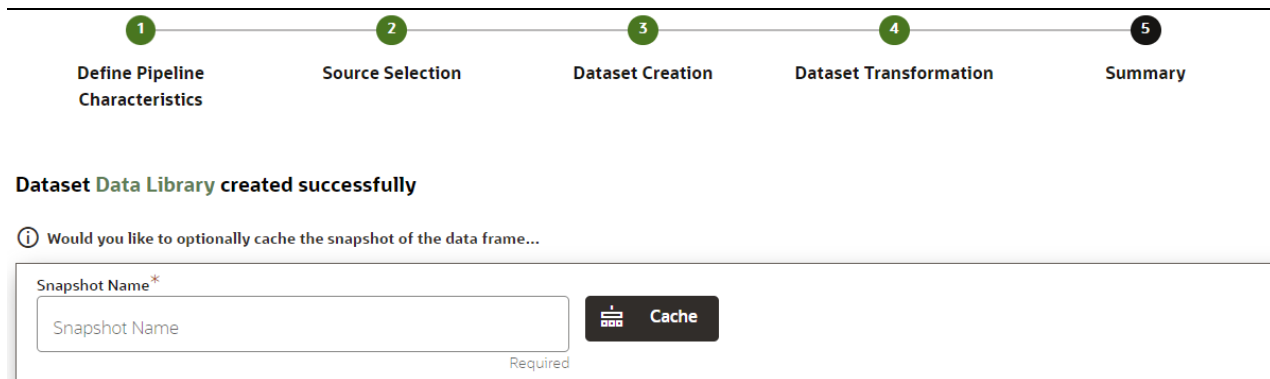 1 2 3 4 5
Define Pipeline Source Selection Dataset Creation Dataset Transformation Summary
Characteristics
Dataset Data Library created successfully
i Would you like to optionally cache the snapshot of the data frame...
Snapshot Name*
Snapshot Name Cache
Required